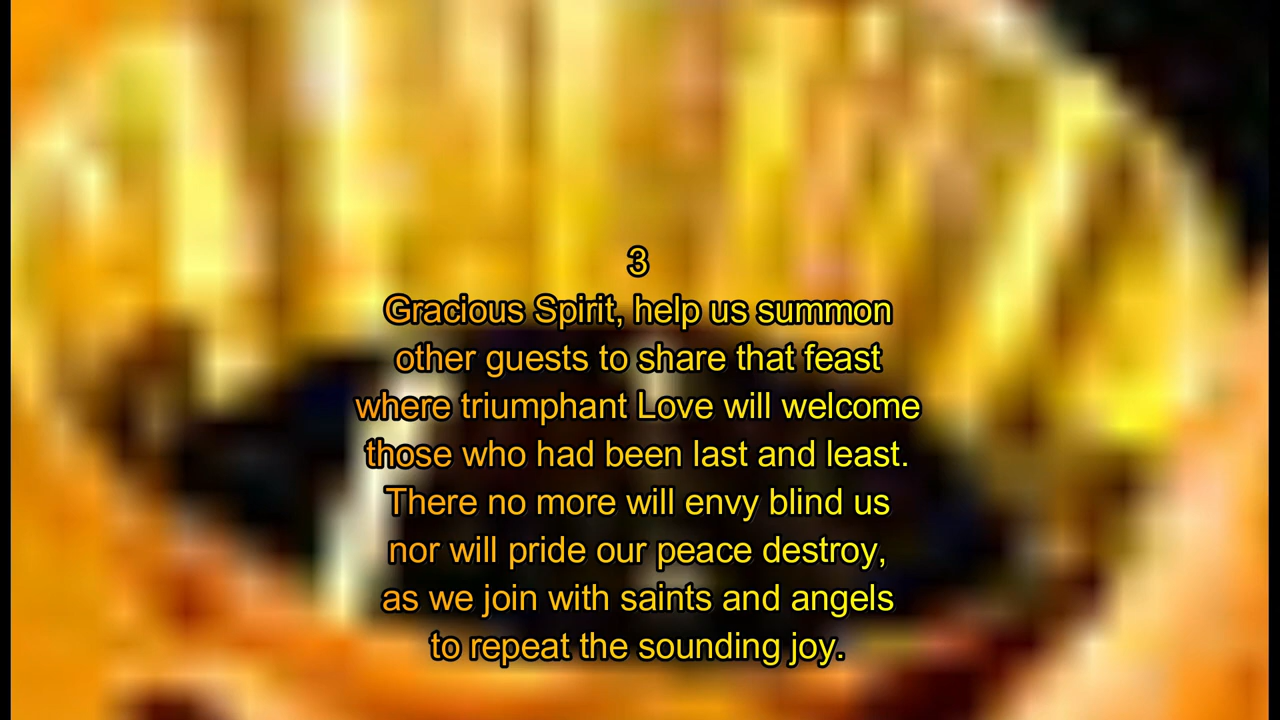 3
Gracious Spirit, help us summon
other guests to share that feast
where triumphant Love will welcome
those who had been last and least.
There no more will envy blind us
nor will pride our peace destroy,
as we join with saints and angels
to repeat the sounding joy.